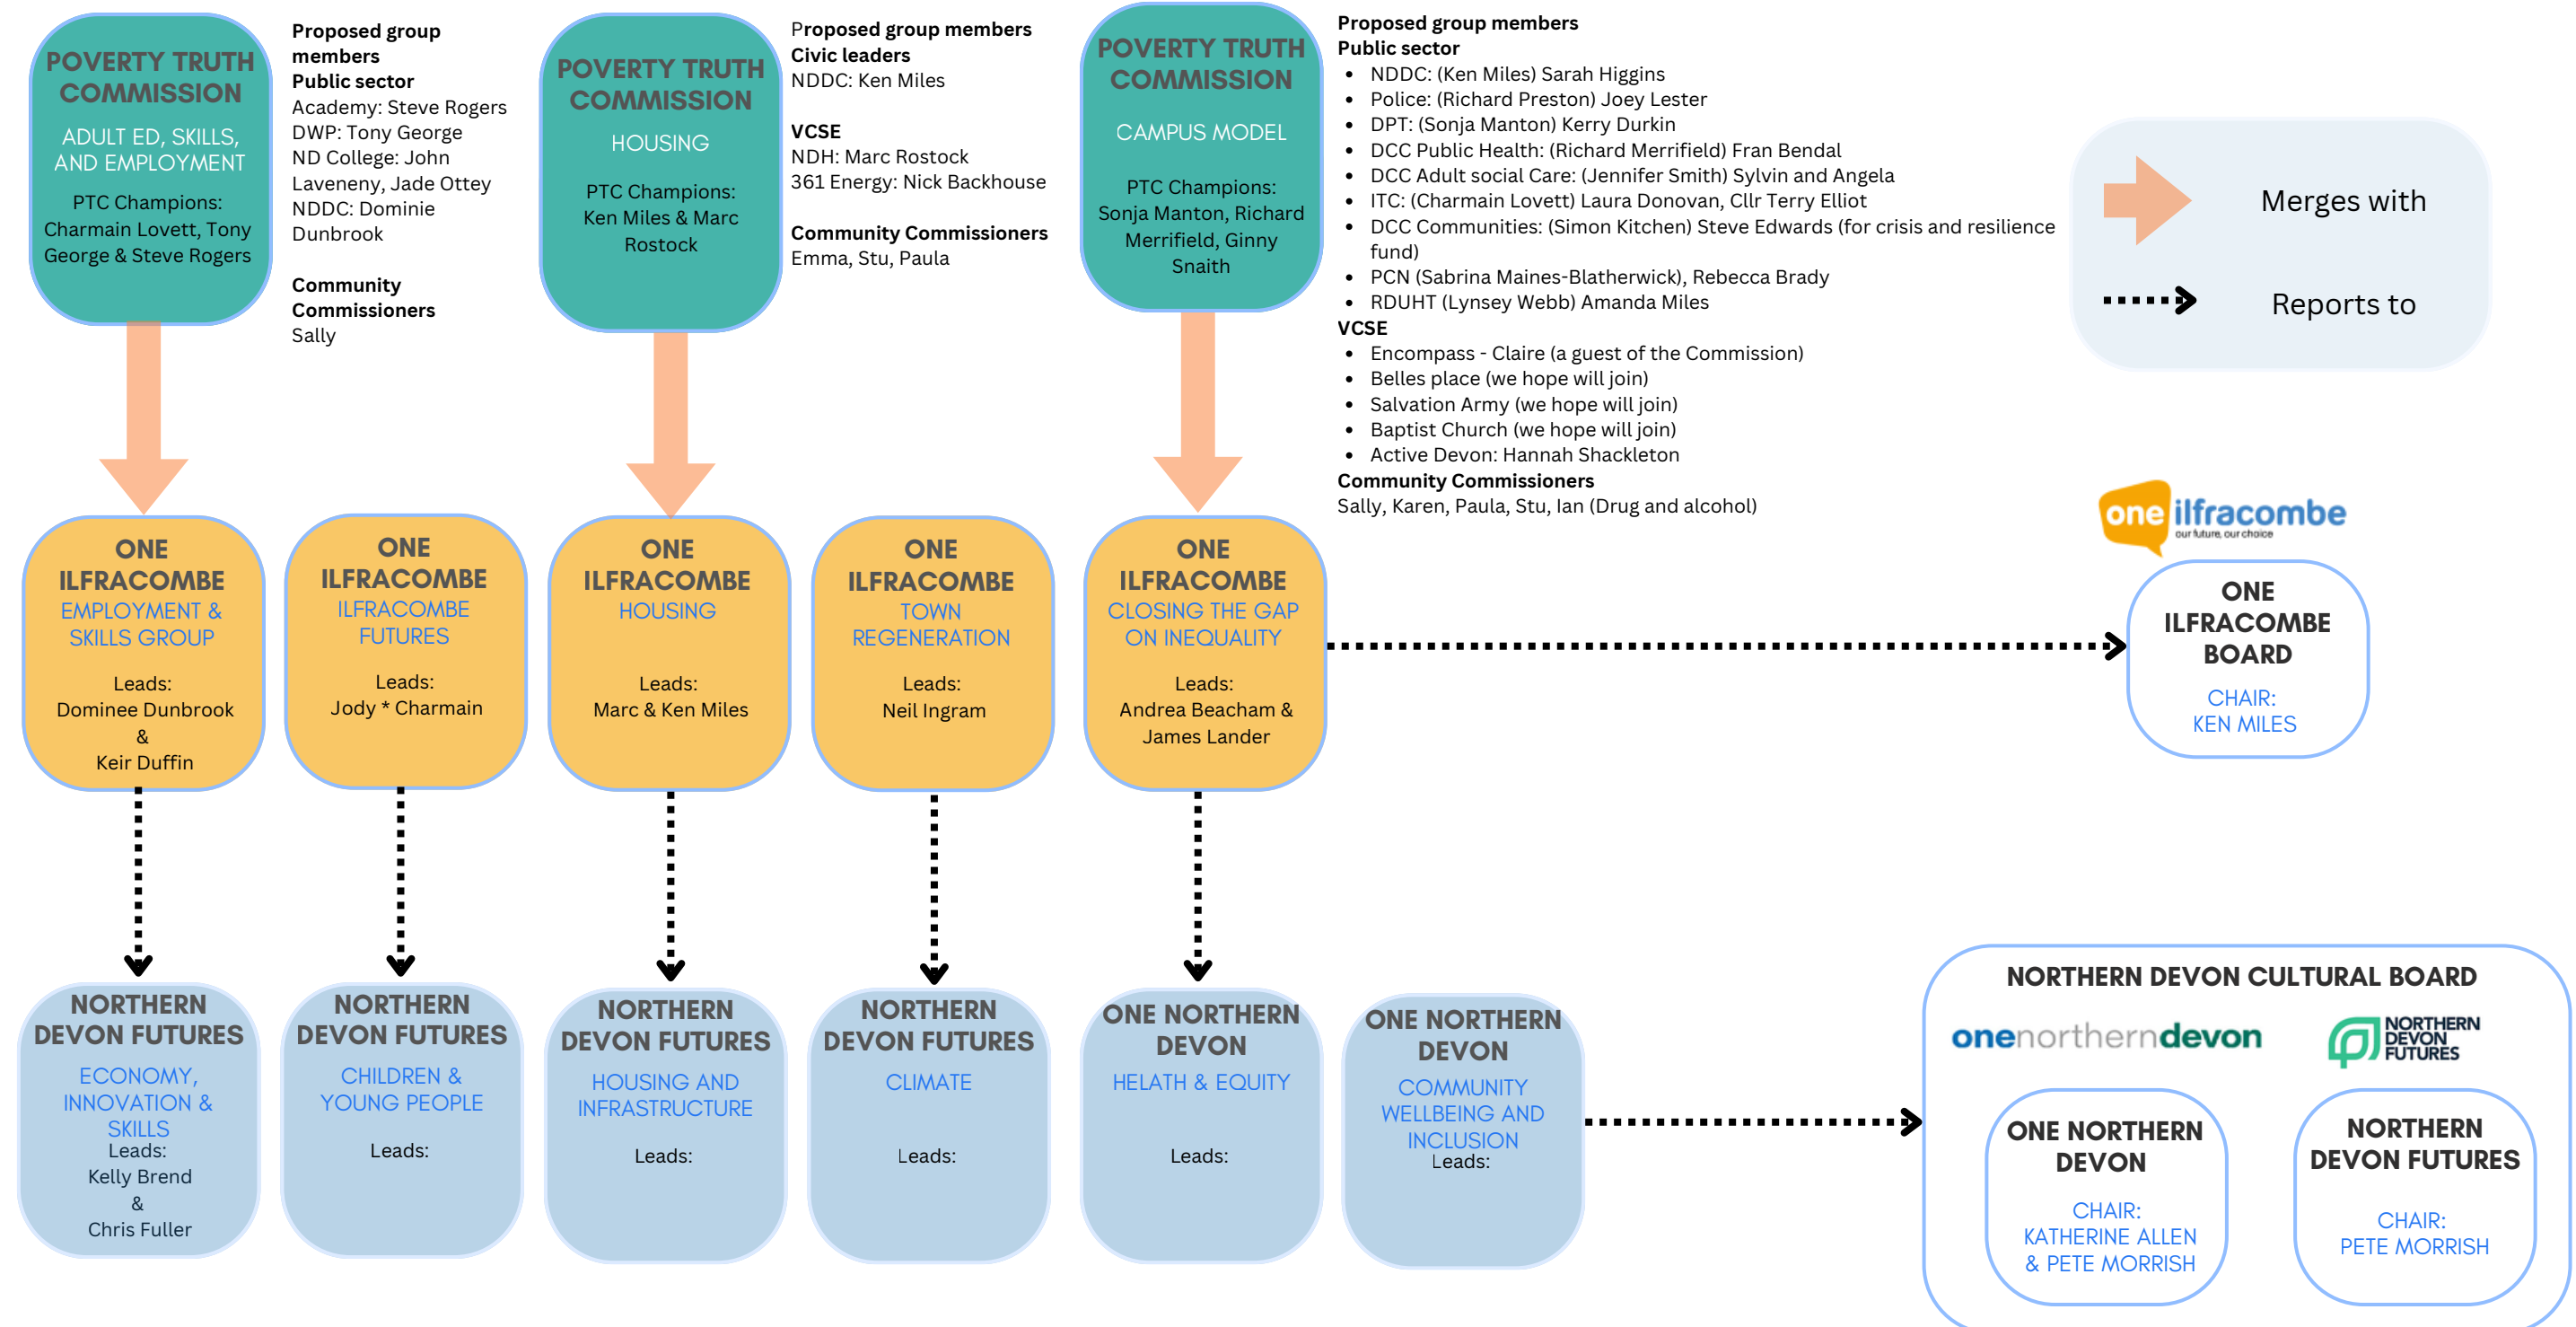 POVERTY TRUTH
COMMISSION
ADULT ED, SKILLS,
AND EMPLOYMENT
PTC Champions:
Charmain Lovett, Tony
George & Steve Rogers
Proposed group
members
Public sector
Academy: Steve Rogers
DWP: Tony George
ND College: John
Laveneny, Jade Ottey
NDDC: Dominie
Dunbrook
Community
Commissioners
Sally
POVERTY TRUTH
COMMISSION
HOUSING
PTC Champions:
Ken Miles & Marc
Rostock
Proposed group members
Civic leaders
NDDC: Ken Miles
VCSE
NDH: Marc Rostock
361 Energy: Nick Backhouse
Community Commissioners
Emma, Stu, Paula
POVERTY TRUTH
COMMISSION
CAMPUS MODEL
PTC Champions:
Sonja Manton, Richard
Merrifield, Ginny
Snaith
Proposed group members
Public sector
• NDDC: (Ken Miles) Sarah Higgins
• Police: (Richard Preston) Joey Lester
• DPT: (Sonja Manton) Kerry Durkin
• DCC Public Health: (Richard Merrifield) Fran Bendal
• DCC Adult social Care: (Jennifer Smith) Sylvin and Angela
• ITC: (Charmain Lovett) Laura Donovan, Cllr Terry Elliot
• DCC Communities: (Simon Kitchen) Steve Edwards (for crisis and resilience
fund)
• PCN (Sabrina Maines-Blatherwick), Rebecca Brady
• RDUHT (Lynsey Webb) Amanda Miles
VCSE
• Encompass - Claire (a guest of the Commission)
• Belles place (we hope will join)
• Salvation Army (we hope will join)
• Baptist Church (we hope will join)
• Active Devon: Hannah Shackleton
Community Commissioners
Sally, Karen, Paula, Stu, Ian (Drug and alcohol)
Merges with
Reports to
ONE
ILFRACOMBE
EMPLOYMENT &
SKILLS GROUP
Leads:
Dominee Dunbrook
&
Keir Duffin
ONE
ILFRACOMBE
ILFRACOMBE
FUTURES
Leads:
Jody * Charmain
ONE
ILFRACOMBE
HOUSING
Leads:
Marc & Ken Miles
ONE
ILFRACOMBE
TOWN
REGENERATION
Leads:
Neil Ingram
ONE
ILFRACOMBE
CLOSING THE GAP
ON INEQUALITY
Leads:
Andrea Beacham &
James Lander
one ilfracombe
our future, our choice
ONE
ILFRACOMBE
BOARD
CHAIR:
KEN MILES
NORTHERN
DEVON FUTURES
ECONOMY,
INNOVATION &
SKILLS
Leads:
Kelly Brend
&
Chris Fuller
NORTHERN
DEVON FUTURES
CHILDREN &
YOUNG PEOPLE
Leads:
NORTHERN
DEVON FUTURES
HOUSING AND
INFRASTRUCTURE
Leads:
NORTHERN
DEVON FUTURES
CLIMATE
Leads:
ONE NORTHERN
DEVON
HELATH & EQUITY
Leads:
ONE NORTHERN
DEVON
COMMUNITY
WELLBEING AND
INCLUSION
Leads:
NORTHERN DEVON CULTURAL BOARD
onenortherndevon
NORTHERN
DEVON
FUTURES
ONE NORTHERN
DEVON
CHAIR:
KATHERINE ALLEN
& PETE MORRISH
NORTHERN
DEVON FUTURES
CHAIR:
PETE MORRISH